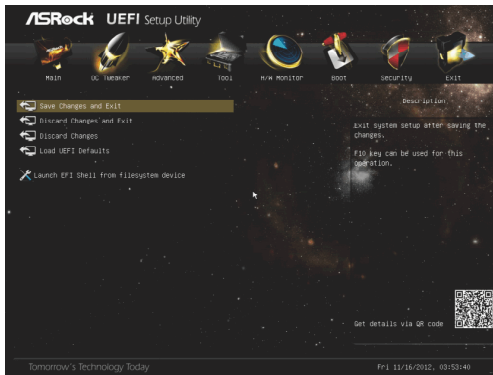 ASRock UEFI Setup Utility
Main OC Tweaker Advanced Tool H/W Monitor Boot Security Exit
Save Changes and Exit
Discard Changes and Exit
Discard Changes
Load UEFI Defaults
Launch EFI Shell from filesystem device
Description
Exit system setup after saving the
changes.
F10 key can be used for this
operation.
Get details via QR code
Tomorrow's Technology Today
Fri 11/16/2012, 03:53:40